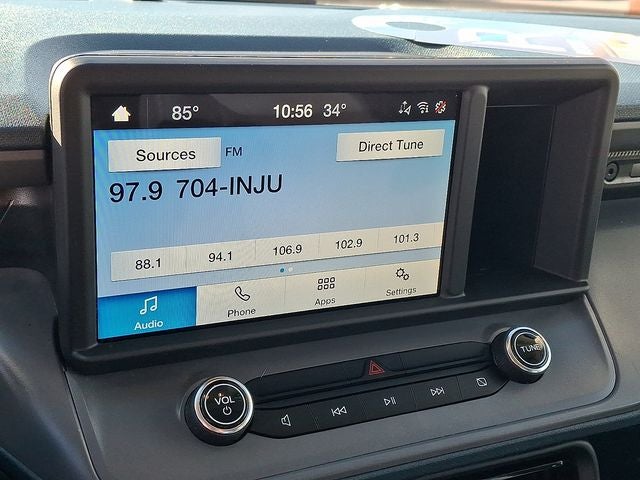 85° 10:56 34°
Sources FM Direct Tune
97.9 704-INJU
88.1 94.1 106.9 102.9 101.3
Audio Phone Apps Settings
VOL TUNE